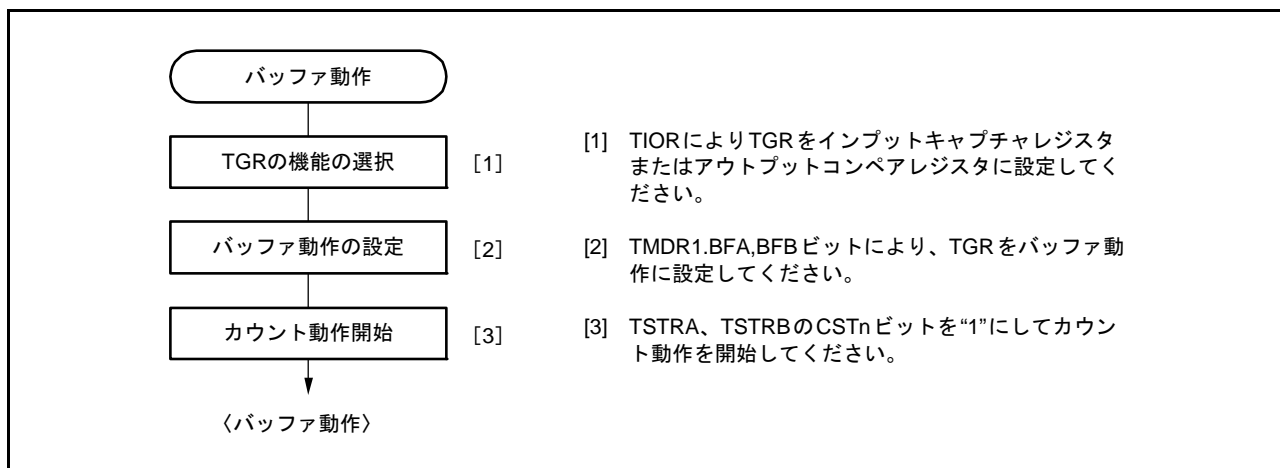 バッファ動作
TGRの機能の選択 [1]
バッファ動作の設定 [2]
カウント動作開始 [3]
〈バッファ動作〉
[1] TIORによりTGRをインプットキャプチャレジスタ
またはアウトプットコンペアレジスタに設定してく
ださい。
[2] TMDR1.BFA,BFBビットにより、TGRをバッファ動
作に設定してください。
[3] TSTRA、TSTRBのCSTnビットを“1”にしてカウン
ト動作を開始してください。